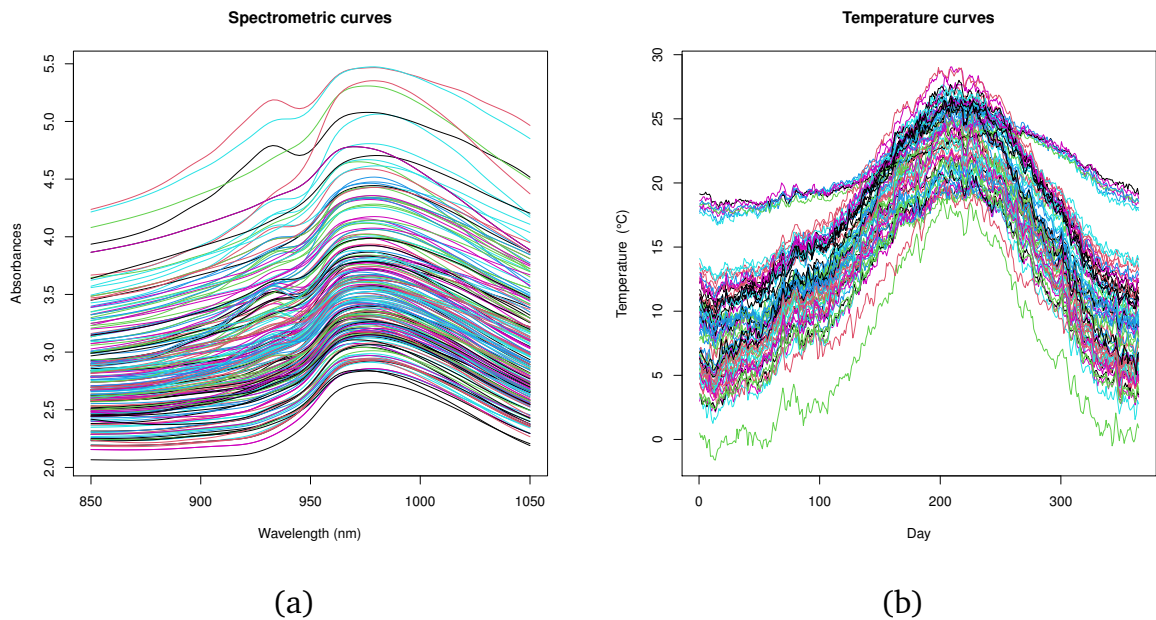 Spectrometric curves
Absorbances
5.5
5.0
4.5
4.0
3.5
3.0
2.5
2.0
850 900 950 1000 1050
Wavelength (nm)
(a)
Temperature curves
Temperature (°C)
30
25
20
15
10
5
0
0 100 200 300
Day
(b)